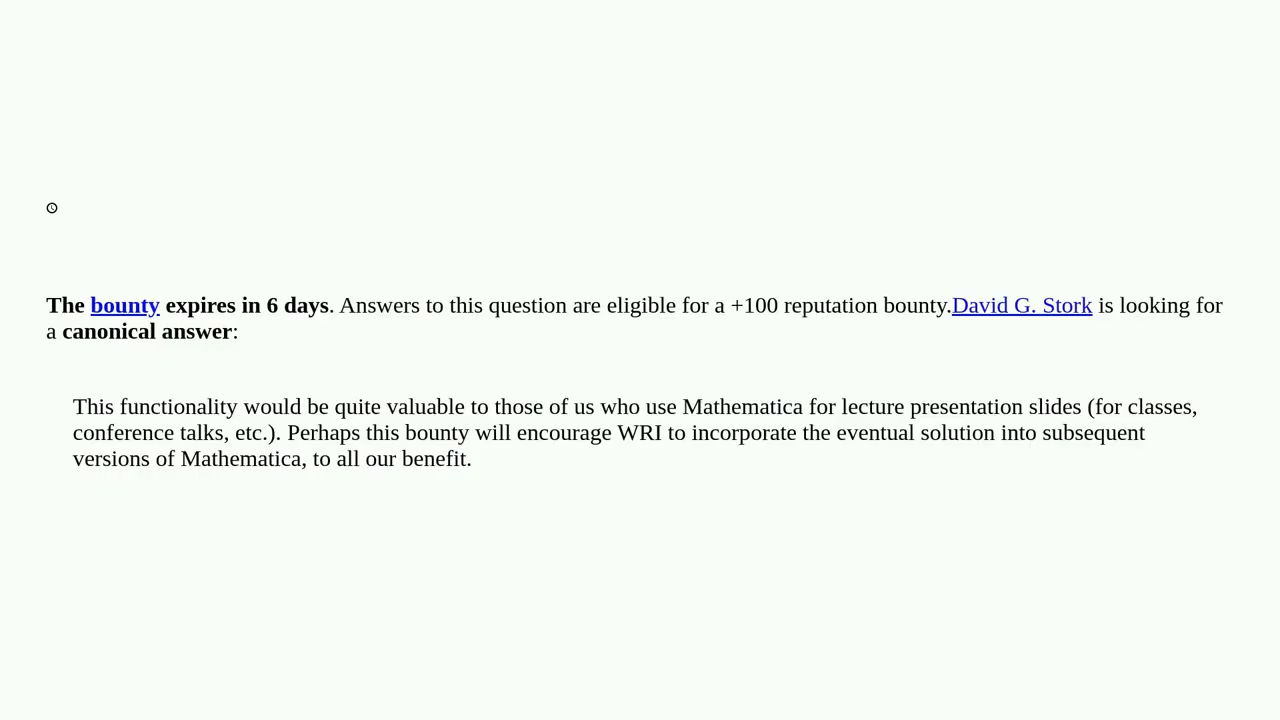 The bounty expires in 6 days. Answers to this question are eligible for a +100 reputation bounty.David G. Stork is looking for
a canonical answer:
This functionality would be quite valuable to those of us who use Mathematica for lecture presentation slides (for classes,
conference talks, etc.). Perhaps this bounty will encourage WRI to incorporate the eventual solution into subsequent
versions of Mathematica, to all our benefit.